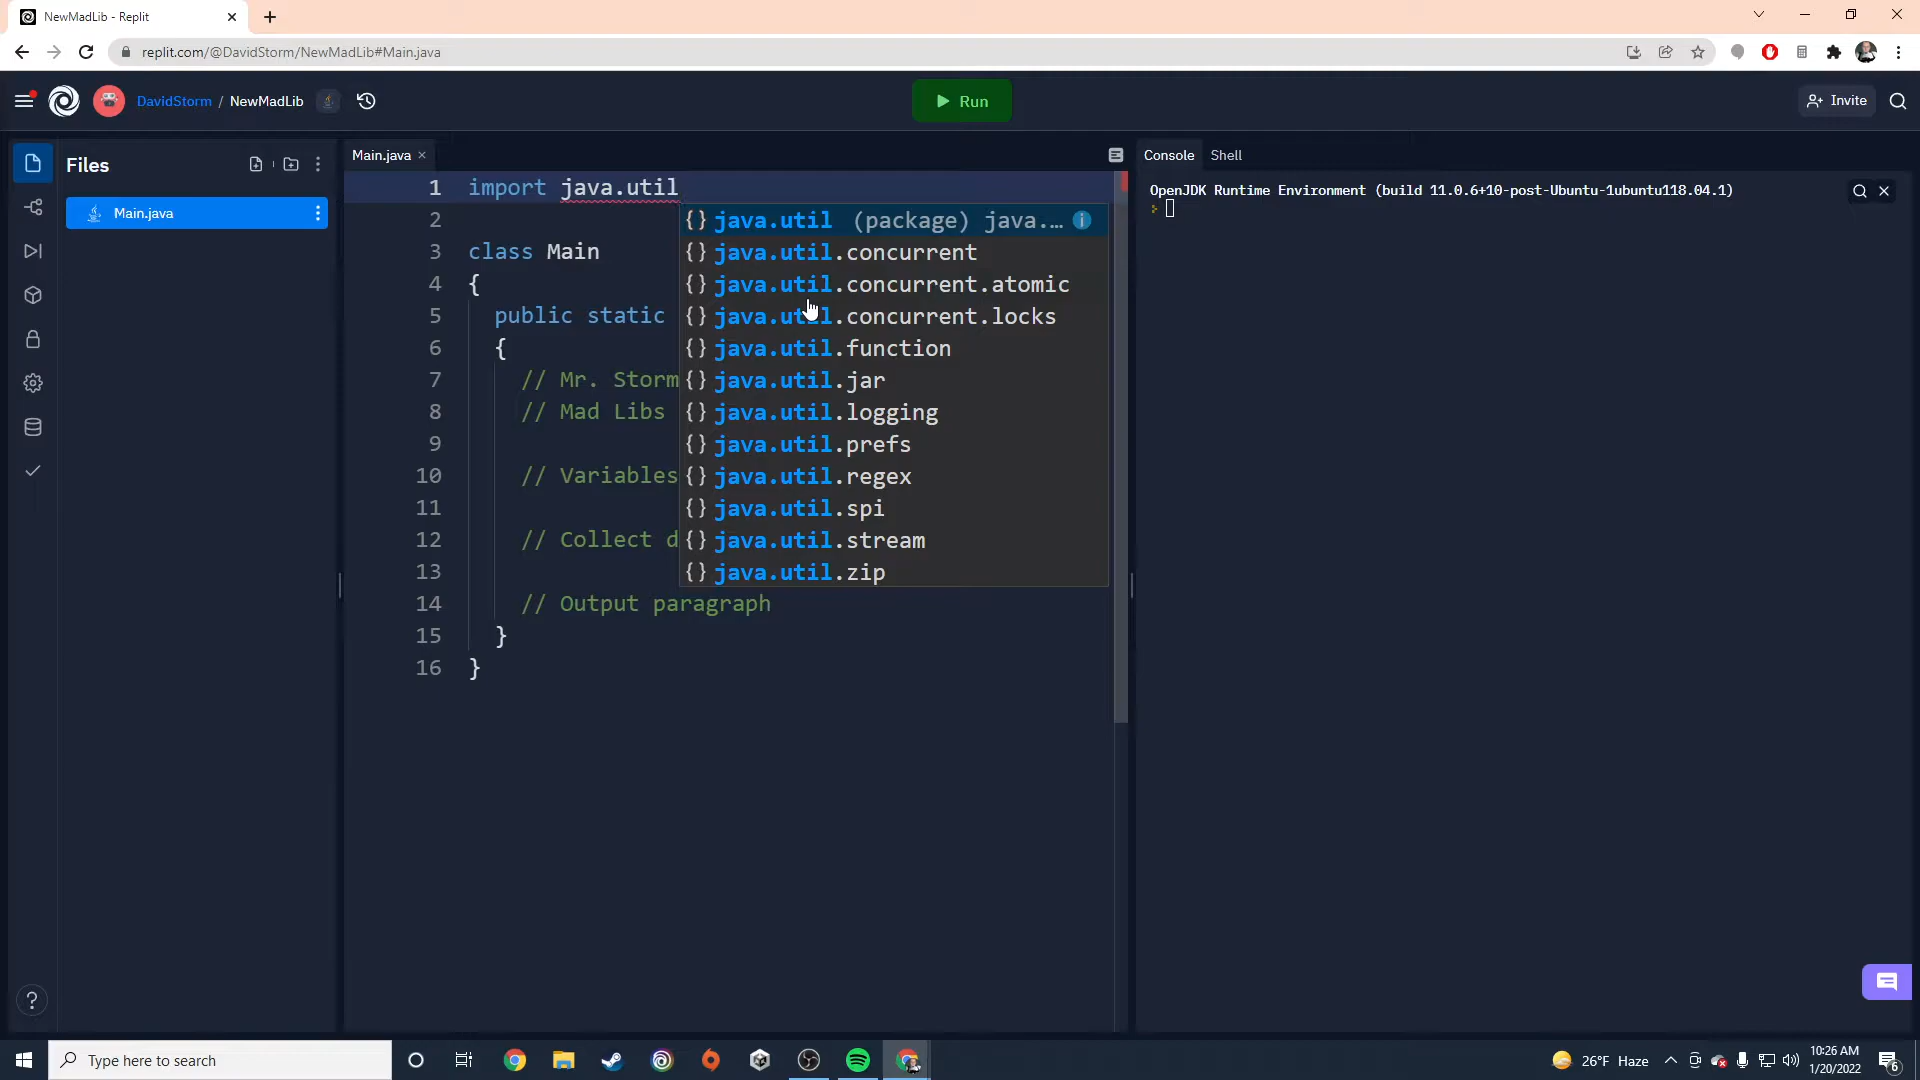 NewMadLib - Replit
replit.com/@DavidStorm/NewMadLib#Main.java
DavidStorm / NewMadLib
Run
Invite
Files
Main.java
Main.java
1 import java.util
2
3 class Main
4 {
5 public static
6 {
7 // Mr. Storm
8 // Mad Libs
9
10 // Variables
11
12 // Collect d
13
14 // Output paragraph
15 }
16 }
{} java.util (package) java.…
{} java.util.concurrent
{} java.util.concurrent.atomic
{} java.util.concurrent.locks
{} java.util.function
{} java.util.jar
{} java.util.logging
{} java.util.prefs
{} java.util.regex
{} java.util.spi
{} java.util.stream
{} java.util.zip
Console Shell
OpenJDK Runtime Environment (build 11.0.6+10-post-Ubuntu-1ubuntu118.04.1)
?
Type here to search
26°F Haze
10:26 AM
1/20/2022
6